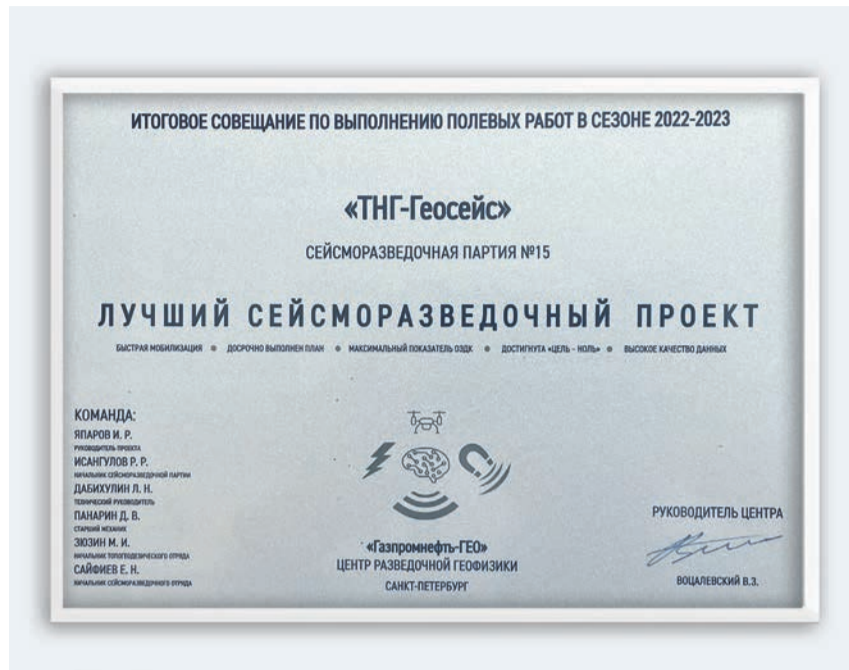 ИТОГОВОЕ СОВЕЩАНИЕ ПО ВЫПОЛНЕНИЮ ПОЛЕВЫХ РАБОТ В СЕЗОНЕ 2022-2023
«ТНГ-Геосейс»
СЕЙСМОРАЗВЕДОЧНАЯ ПАРТИЯ №15
ЛУЧШИЙ СЕЙСМОРАЗВЕДОЧНЫЙ ПРОЕКТ
БЫСТРАЯ МОБИЛИЗАЦИЯ ● ДОСРОЧНО ВЫПОЛНЕН ПЛАН ● МАКСИМАЛЬНЫЙ ПОКАЗАТЕЛЬ ОЗДК ● ДОСТИГНУТА «ЦЕЛЬ - НОЛЬ» ● ВЫСОКОЕ КАЧЕСТВО ДАННЫХ
КОМАНДА:
ЯПАРОВ И. Р.
РУКОВОДИТЕЛЬ ПРОЕКТА
ИСАНГУЛОВ Р. Р.
НАЧАЛЬНИК СЕЙСМОРАЗВЕДОЧНОЙ ПАРТИИ
ДАБИХУЛИН Л. Н.
ТЕХНИЧЕСКИЙ РУКОВОДИТЕЛЬ
ПАНАРИН Д. В.
СТАРШИЙ МЕХАНИК
ЗЮЗИН М. И.
НАЧАЛЬНИК ТОПОГЕОДЕЗИЧЕСКОГО ОТРЯДА
САЙФИЕВ Е. Н.
НАЧАЛЬНИК СЕЙСМОРАЗВЕДОЧНОГО ОТРЯДА
«Газпромнефть-ГЕО»
ЦЕНТР РАЗВЕДОЧНОЙ ГЕОФИЗИКИ
САНКТ-ПЕТЕРБУРГ
РУКОВОДИТЕЛЬ ЦЕНТРА
ВОЦАЛЕВСКИЙ В.З.